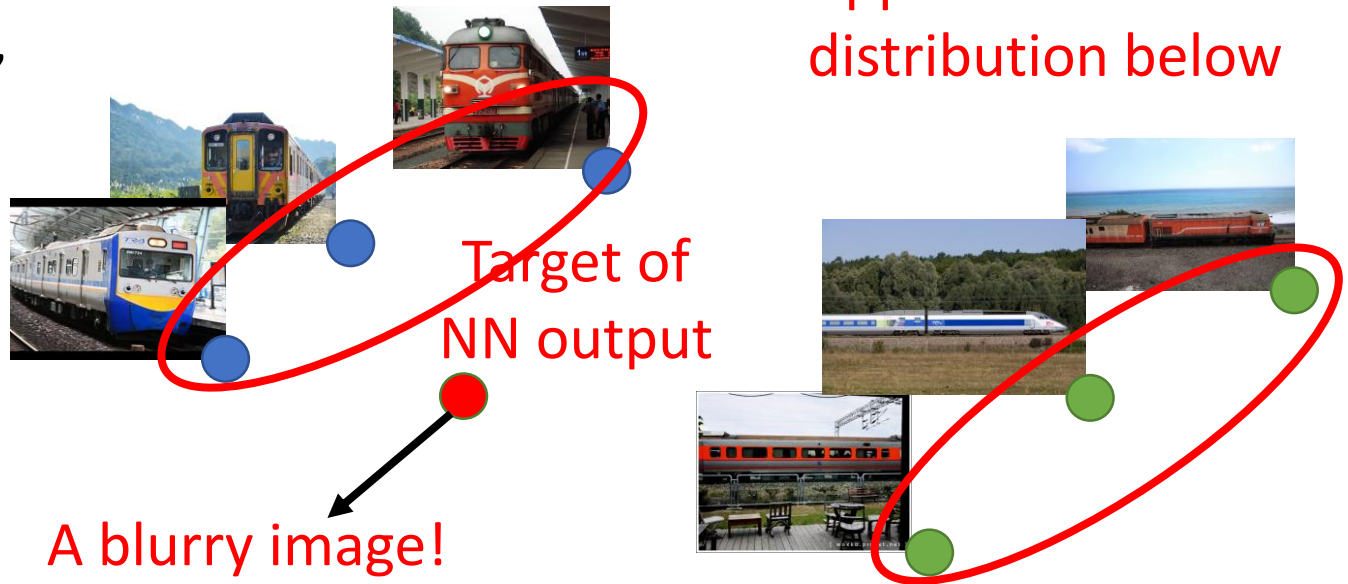 distribution below
Target of
NN output
A blurry image!